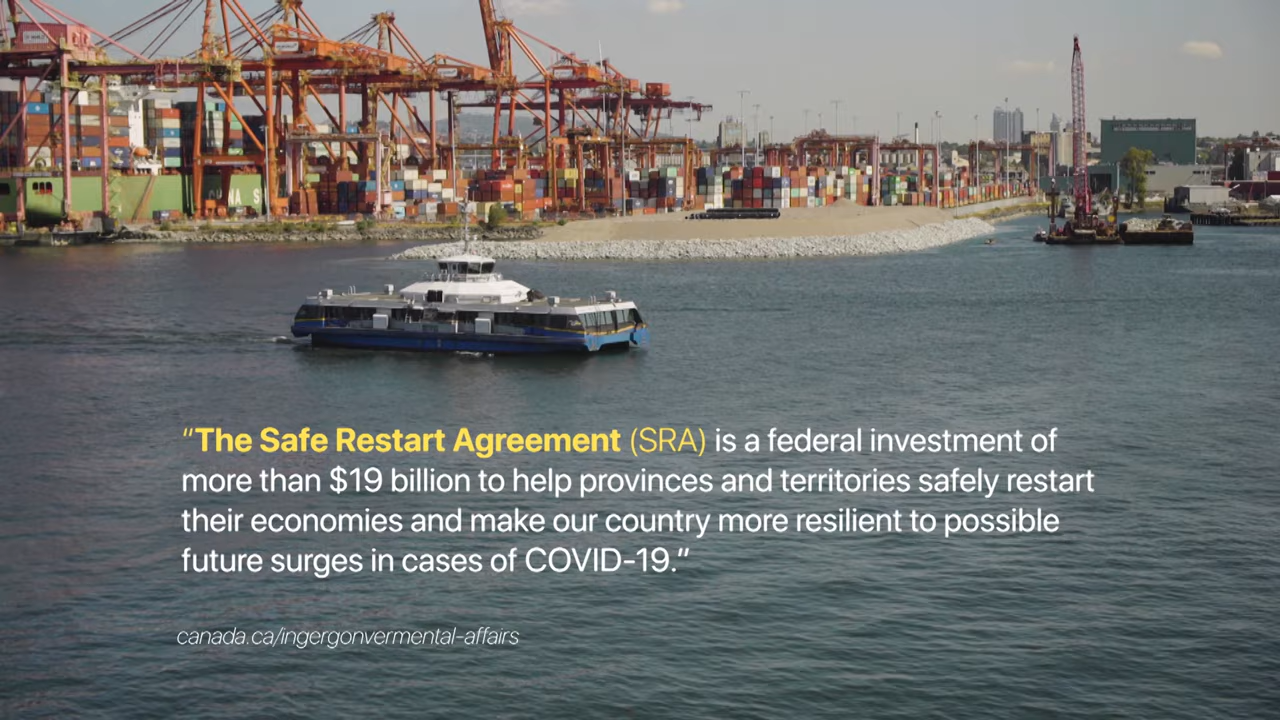 “The Safe Restart Agreement (SRA) is a federal investment of
more than $19 billion to help provinces and territories safely restart
their economies and make our country more resilient to possible
future surges in cases of COVID-19.“
canada.ca/ingergonvermental-affairs